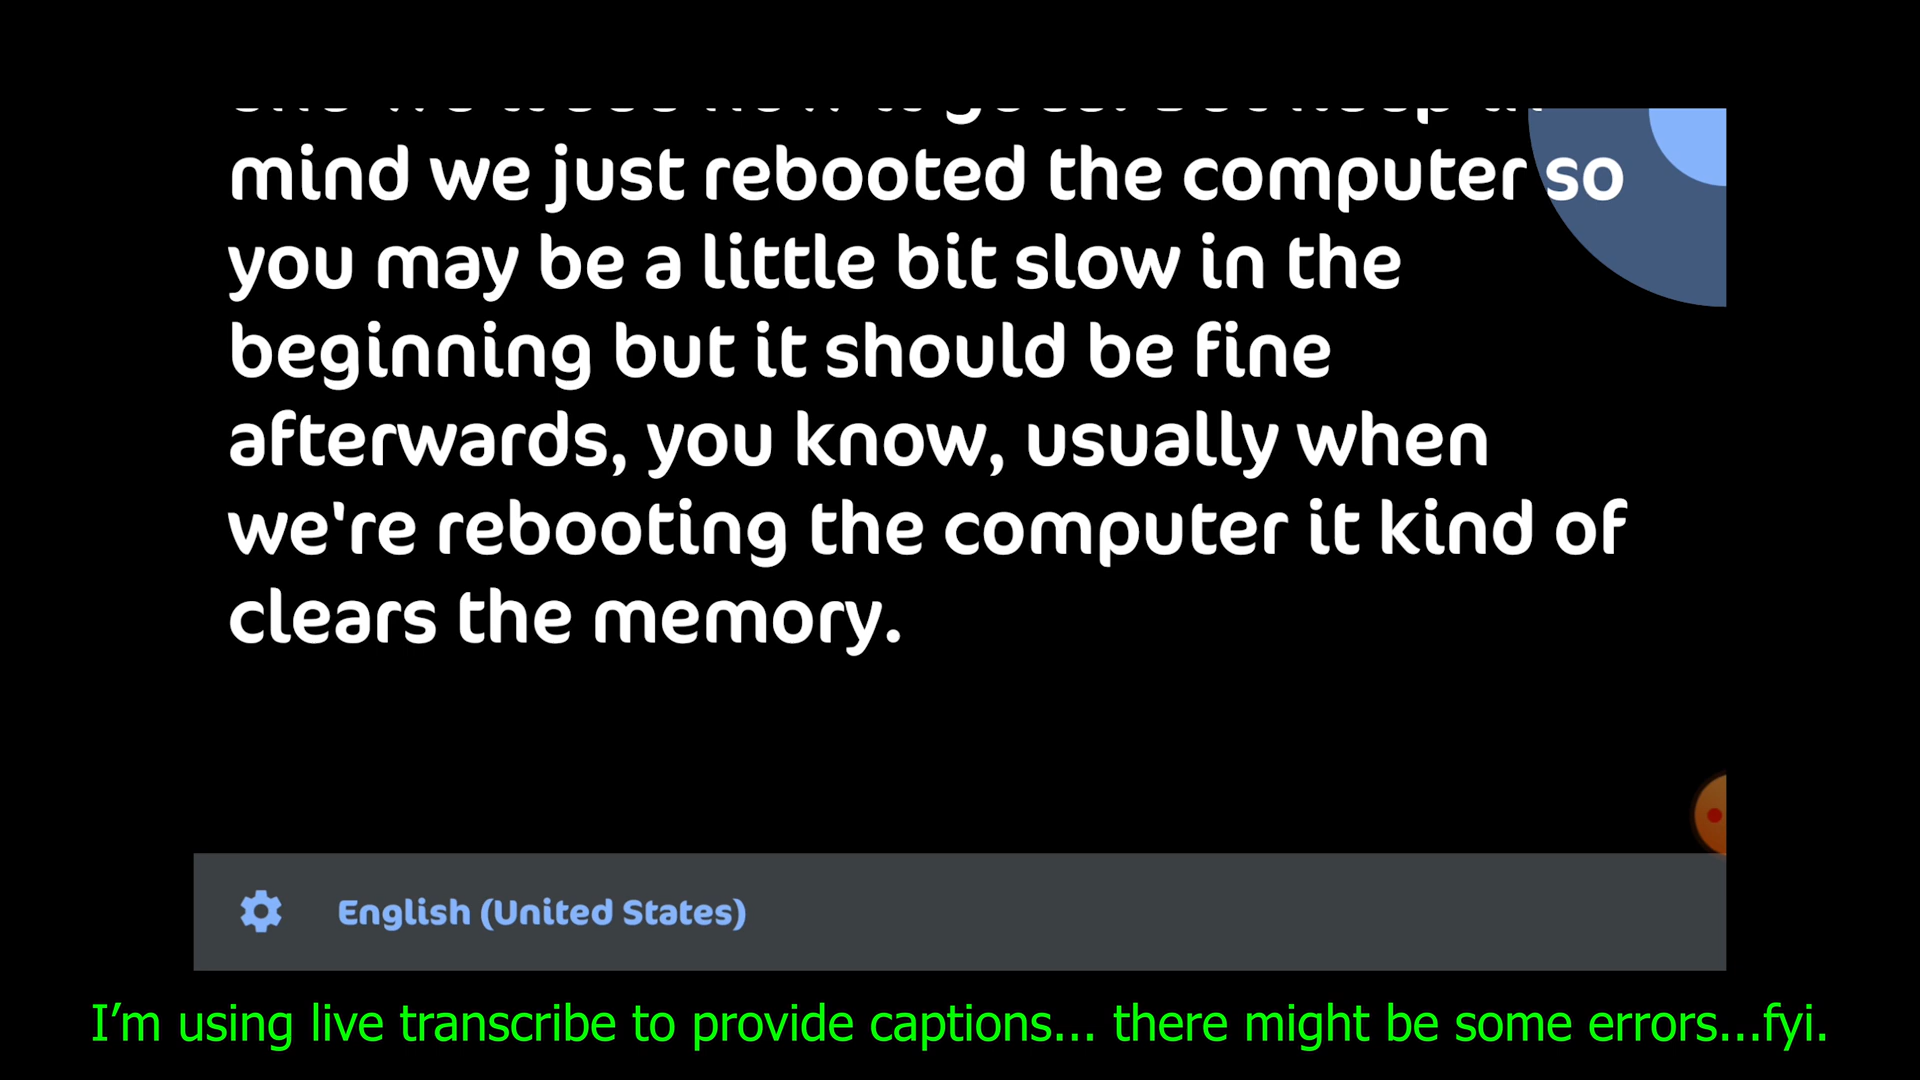 mind we just rebooted the computer so
you may be a little bit slow in the
beginning but it should be fine
afterwards, you know, usually when
we're rebooting the computer it kind of
clears the memory.
English (United States)
I’m using live transcribe to provide captions... there might be some errors...fyi.